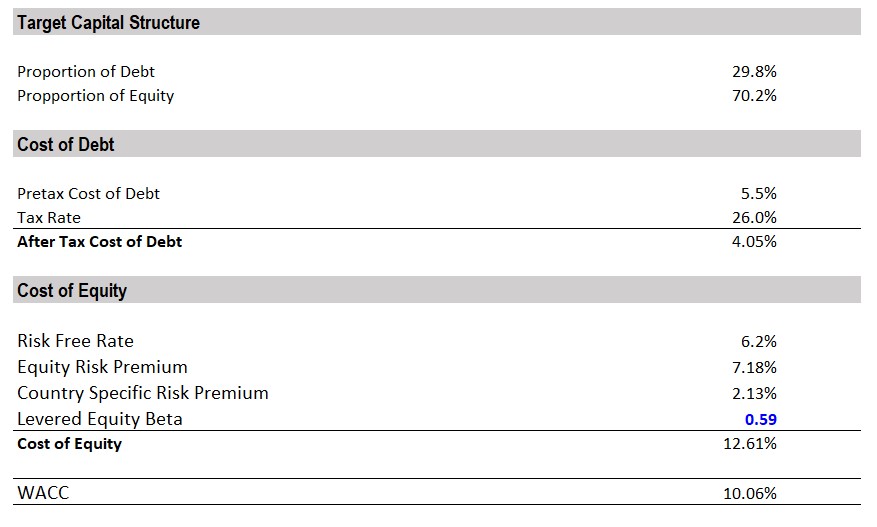 Target Capital Structure
Proportion of Debt 29.8%
Propportion of Equity 70.2%
Cost of Debt
Pretax Cost of Debt 5.5%
Tax Rate 26.0%
After Tax Cost of Debt 4.05%
Cost of Equity
Risk Free Rate 6.2%
Equity Risk Premium 7.18%
Country Specific Risk Premium 2.13%
Levered Equity Beta 0.59
Cost of Equity 12.61%
WACC 10.06%